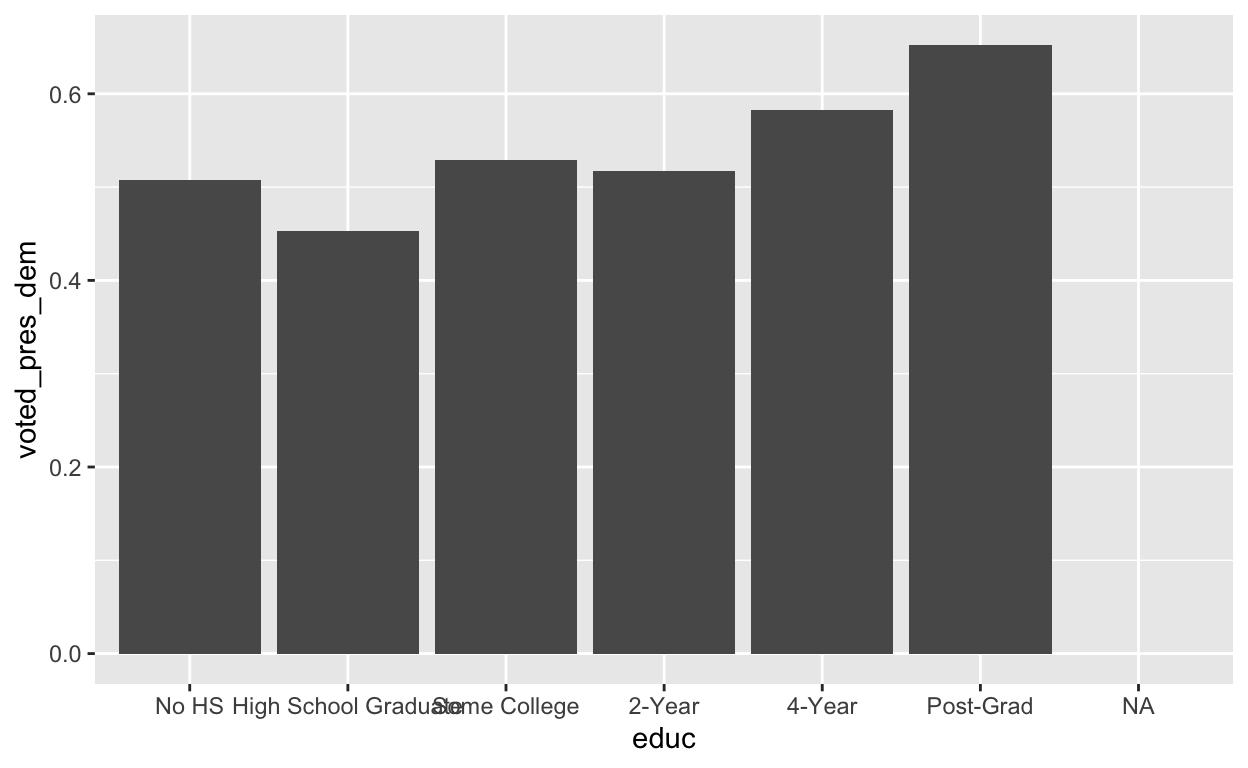 voted_pres_dem
0.6
0.4
0.2
0.0
No HS
High School Graduate
Some College
2-Year
4-Year
Post-Grad
NA
educ